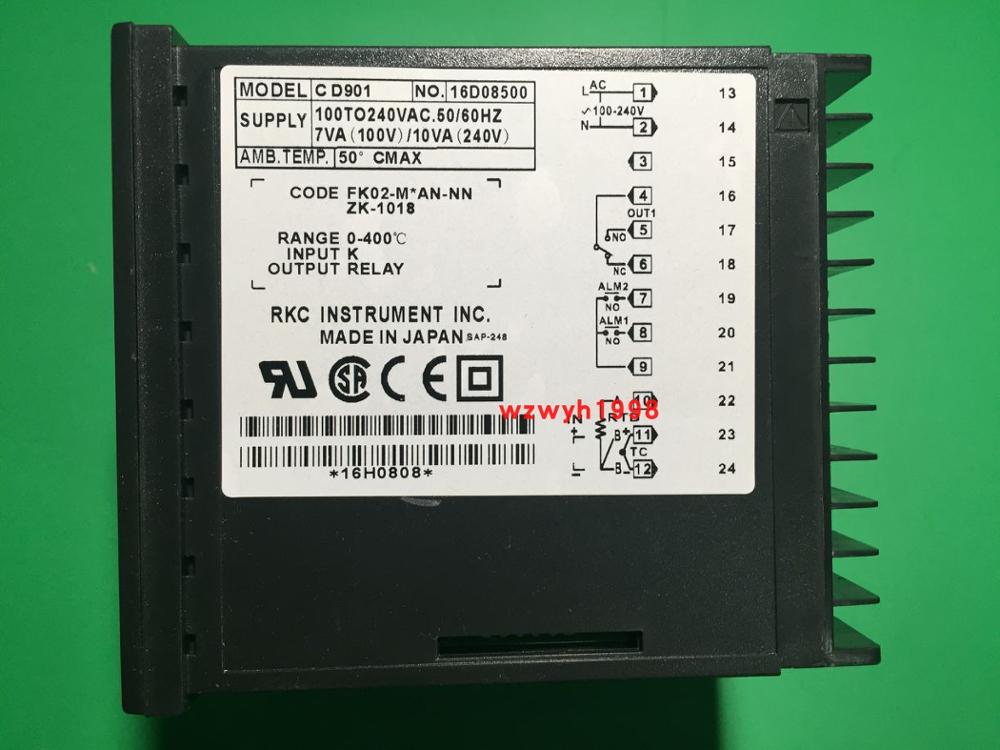 MODEL CD901 NO. 16D08500
SUPPLY 100TO240VAC.50/60HZ
7VA(100V)/10VA(240V)
AMB.TEMP. 50° CMAX
CODE FK02-M*AN-NN
ZK-1018
RANGE 0-400℃
INPUT K
OUTPUT RELAY
RKC INSTRUMENT INC.
MADE IN JAPAN SAP-248
*16H0808*
L AC 1 13
~100-240V
N 2 14
3 15
4 16
OUT1
NO 5 17
NC 6 18
ALM2
7 19
NO
ALM1
8 20
NO
9 21
A 10 22
RTD
IN
B+ 11 23
TC
B- 12 24
wzwyh1998